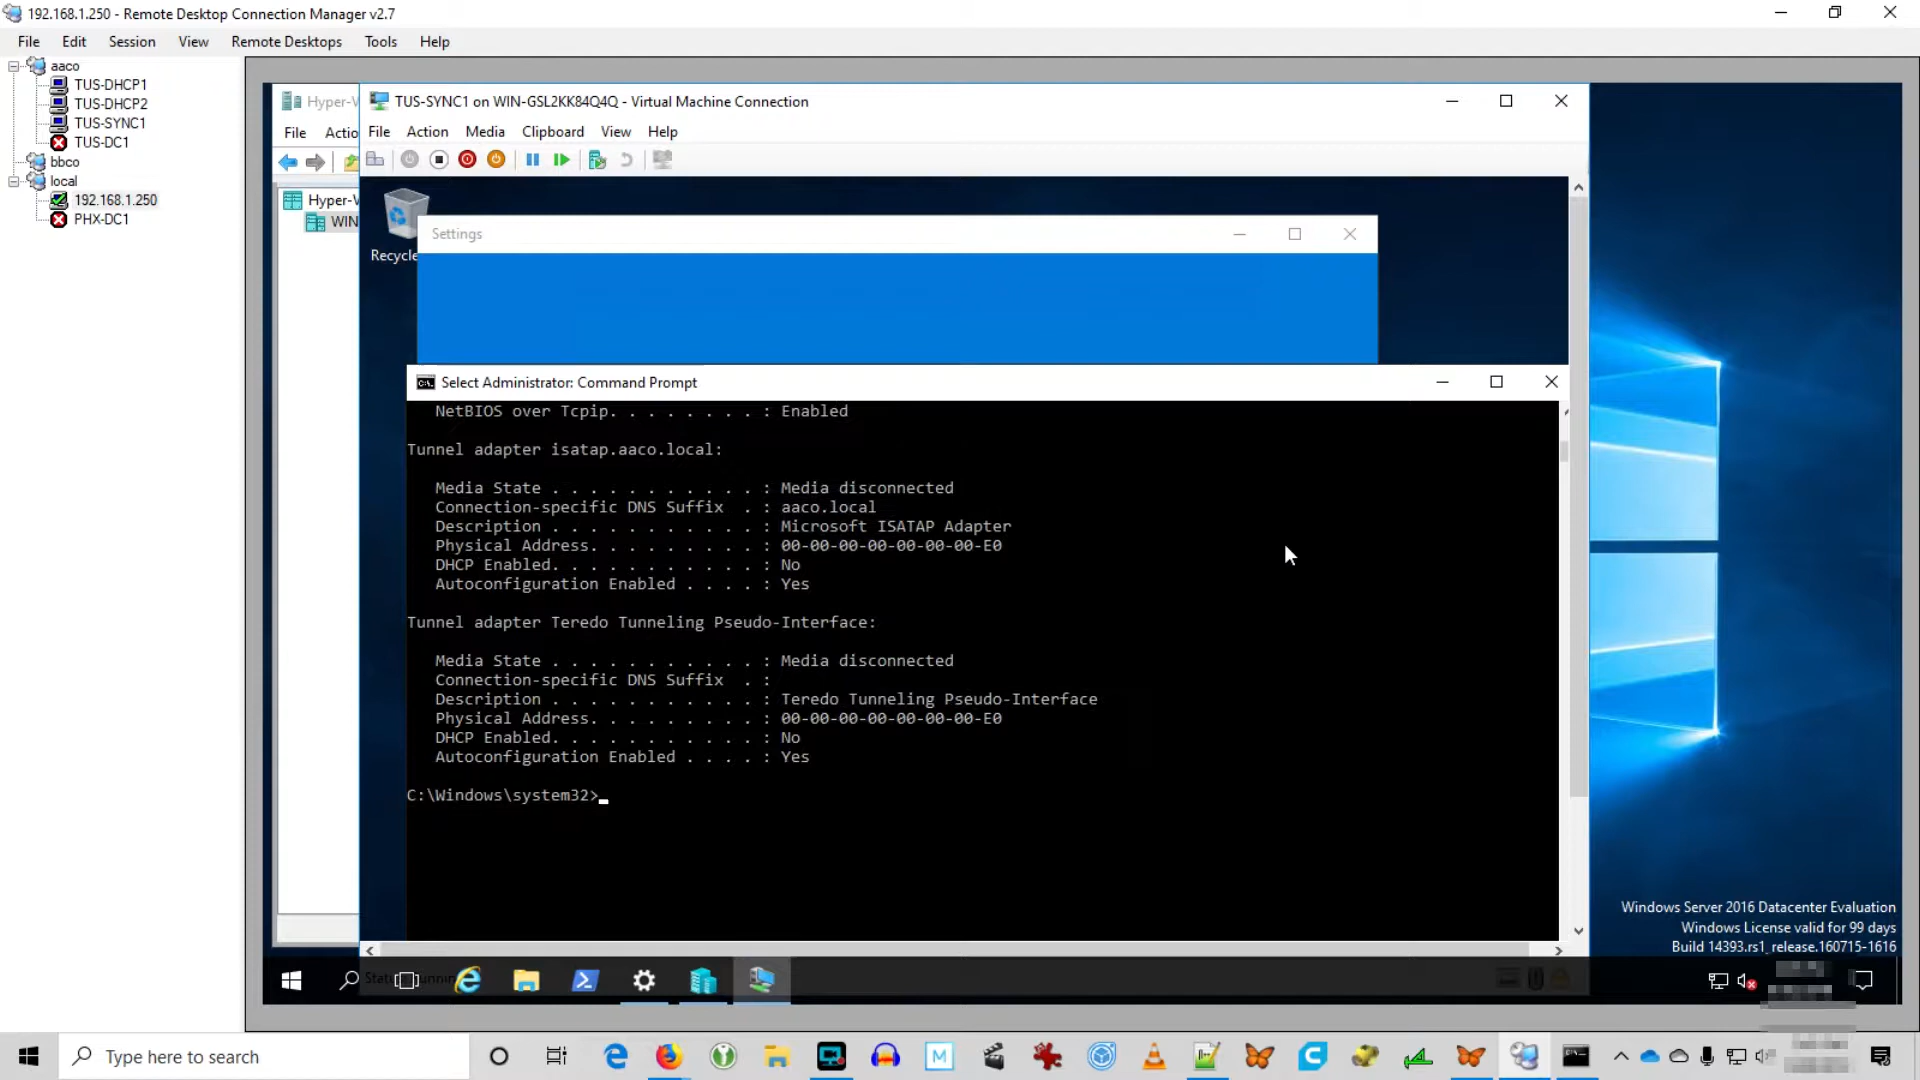 192.168.1.250 - Remote Desktop Connection Manager v2.7
File Edit Session View Remote Desktops Tools Help
aaco
TUS-DHCP1
TUS-DHCP2
TUS-SYNC1
TUS-DC1
bbco
local
192.168.1.250
PHX-DC1
Hyper-V
File Actio
Hyper-V
WIN
TUS-SYNC1 on WIN-GSL2KK84Q4Q - Virtual Machine Connection
File Action Media Clipboard View Help
Recycle
Settings
Select Administrator: Command Prompt
NetBIOS over Tcpip. . . . . . . . : Enabled
Tunnel adapter isatap.aaco.local:
Media State . . . . . . . . . . . : Media disconnected
Connection-specific DNS Suffix  . : aaco.local
Description . . . . . . . . . . . : Microsoft ISATAP Adapter
Physical Address. . . . . . . . . : 00-00-00-00-00-00-00-E0
DHCP Enabled. . . . . . . . . . . : No
Autoconfiguration Enabled . . . . : Yes
Tunnel adapter Teredo Tunneling Pseudo-Interface:
Media State . . . . . . . . . . . : Media disconnected
Connection-specific DNS Suffix  . :
Description . . . . . . . . . . . : Teredo Tunneling Pseudo-Interface
Physical Address. . . . . . . . . : 00-00-00-00-00-00-00-E0
DHCP Enabled. . . . . . . . . . . : No
Autoconfiguration Enabled . . . . : Yes
C:\Windows\system32>
Windows Server 2016 Datacenter Evaluation
Windows License valid for 99 days
Build 14393.rs1_release.160715-1616
Type here to search